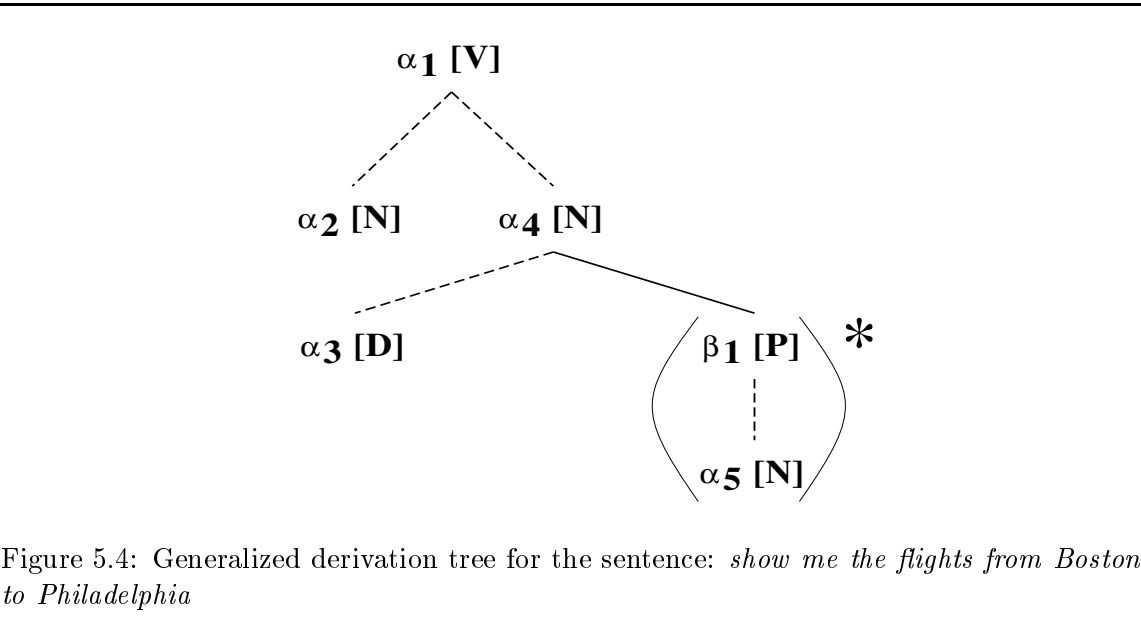 α1 [V]
α2 [N] α4 [N]
α3 [D] β1 [P] *
α5 [N]
Figure 5.4: Generalized derivation tree for the sentence: show me the flights from Boston
to Philadelphia